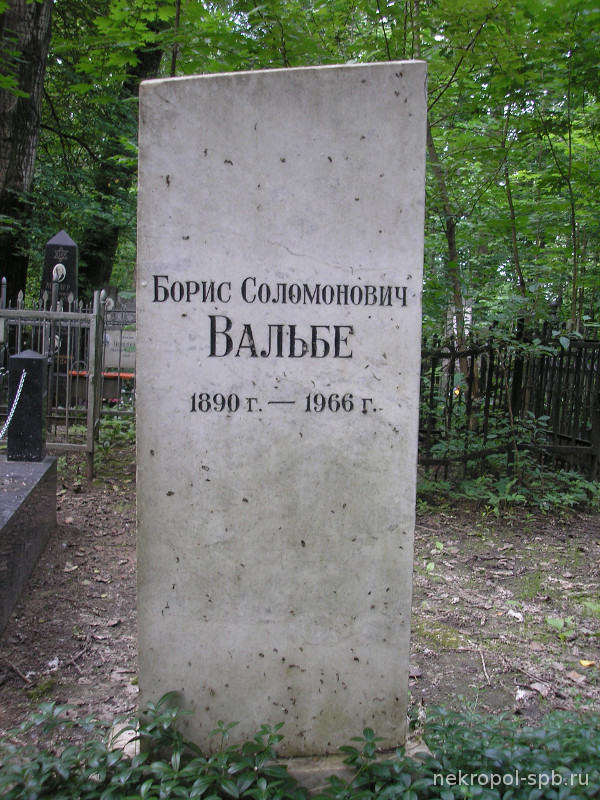 Борис Соломонович
Вальбе
1890 г. — 1966 г.
nekropol-spb.ru